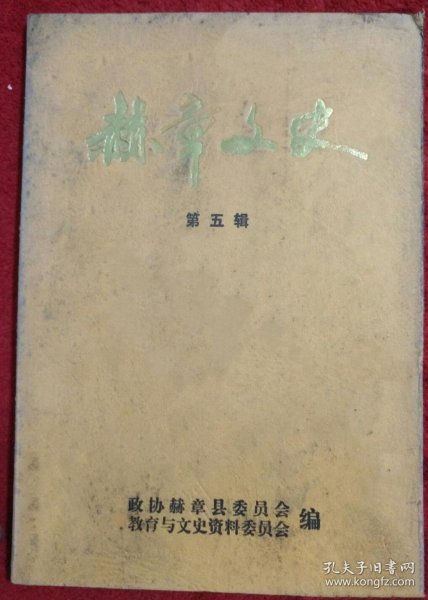 赫章文史
第五辑
政协赫章县委员会
教育与文史资料委员会
编
孔夫子旧书网
www.kongfz.com